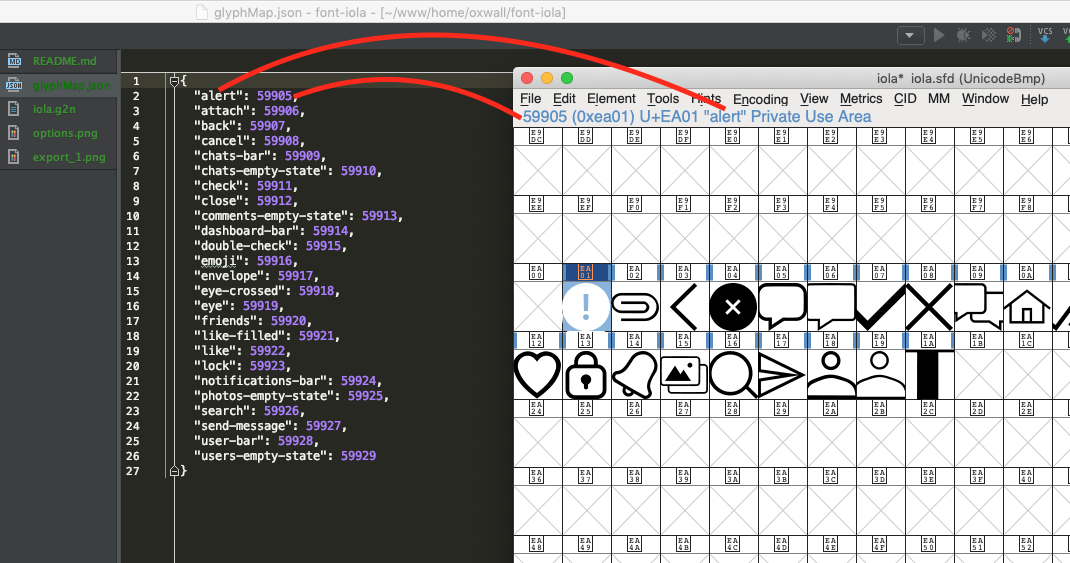 glyphMap.json - font-iola - [~/www/home/oxwall/font-iola]
VCS
README.md
glyphMap.json
iola.g2n
options.png
export_1.png
1 {
2 "alert": 59905,
3 "attach": 59906,
4 "back": 59907,
5 "cancel": 59908,
6 "chats-bar": 59909,
7 "chats-empty-state": 59910,
8 "check": 59911,
9 "close": 59912,
10 "comments-empty-state": 59913,
11 "dashboard-bar": 59914,
12 "double-check": 59915,
13 "emoji": 59916,
14 "envelope": 59917,
15 "eye-crossed": 59918,
16 "eye": 59919,
17 "friends": 59920,
18 "like-filled": 59921,
19 "like": 59922,
20 "lock": 59923,
21 "notifications-bar": 59924,
22 "photos-empty-state": 59925,
23 "search": 59926,
24 "send-message": 59927,
25 "user-bar": 59928,
26 "users-empty-state": 59929
27 }
iola* iola.sfd (UnicodeBmp)
File Edit Element Tools Hints Encoding View Metrics CID MM Window Help
59905 (0xea01) U+EA01 "alert" Private Use Area
E9 E9 E9 E9 E9 E9 E9 E9 E9 E9 E9
DC DD DE DF E0 E1 E2 E3 E4 E5 E6
E9 E9 E9 E9 E9 E9 E9 E9 E9 E9 E9
EE EF F0 F1 F2 F3 F4 F5 F6 F7 F8
EA EA EA EA EA EA EA EA EA EA EA
00 01 02 03 04 05 06 07 08 09 0A
EA EA EA EA EA EA EA EA EA EA EA
12 13 14 15 16 17 18 19 1A 1B 1C
EA EA EA EA EA EA EA EA EA EA EA
24 25 26 27 28 29 2A 2B 2C 2D 2E
EA EA EA EA EA EA EA EA EA EA EA
36 37 38 39 3A 3B 3C 3D 3E 3F 40
EA EA EA EA EA EA EA EA EA EA EA
48 49 4A 4B 4C 4D 4E 4F 50 51 52